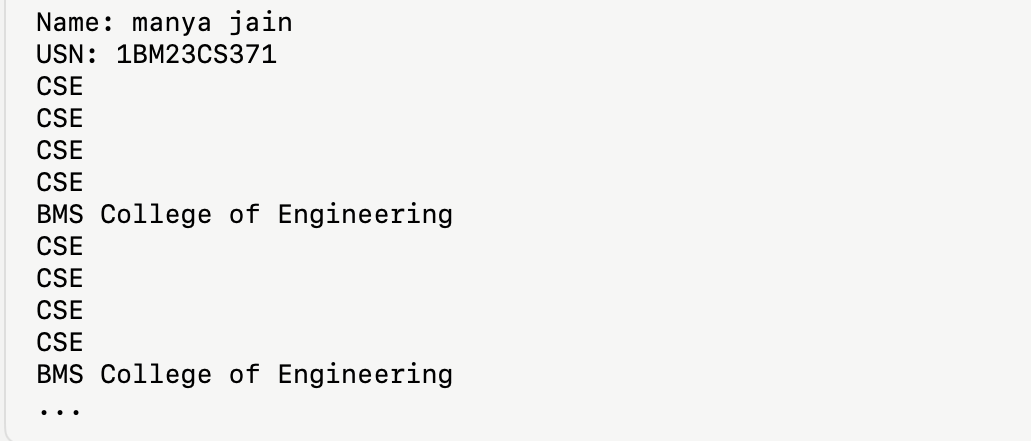 Name: manya jain
USN: 1BM23CS371
CSE
CSE
CSE
CSE
BMS College of Engineering
CSE
CSE
CSE
CSE
BMS College of Engineering
...